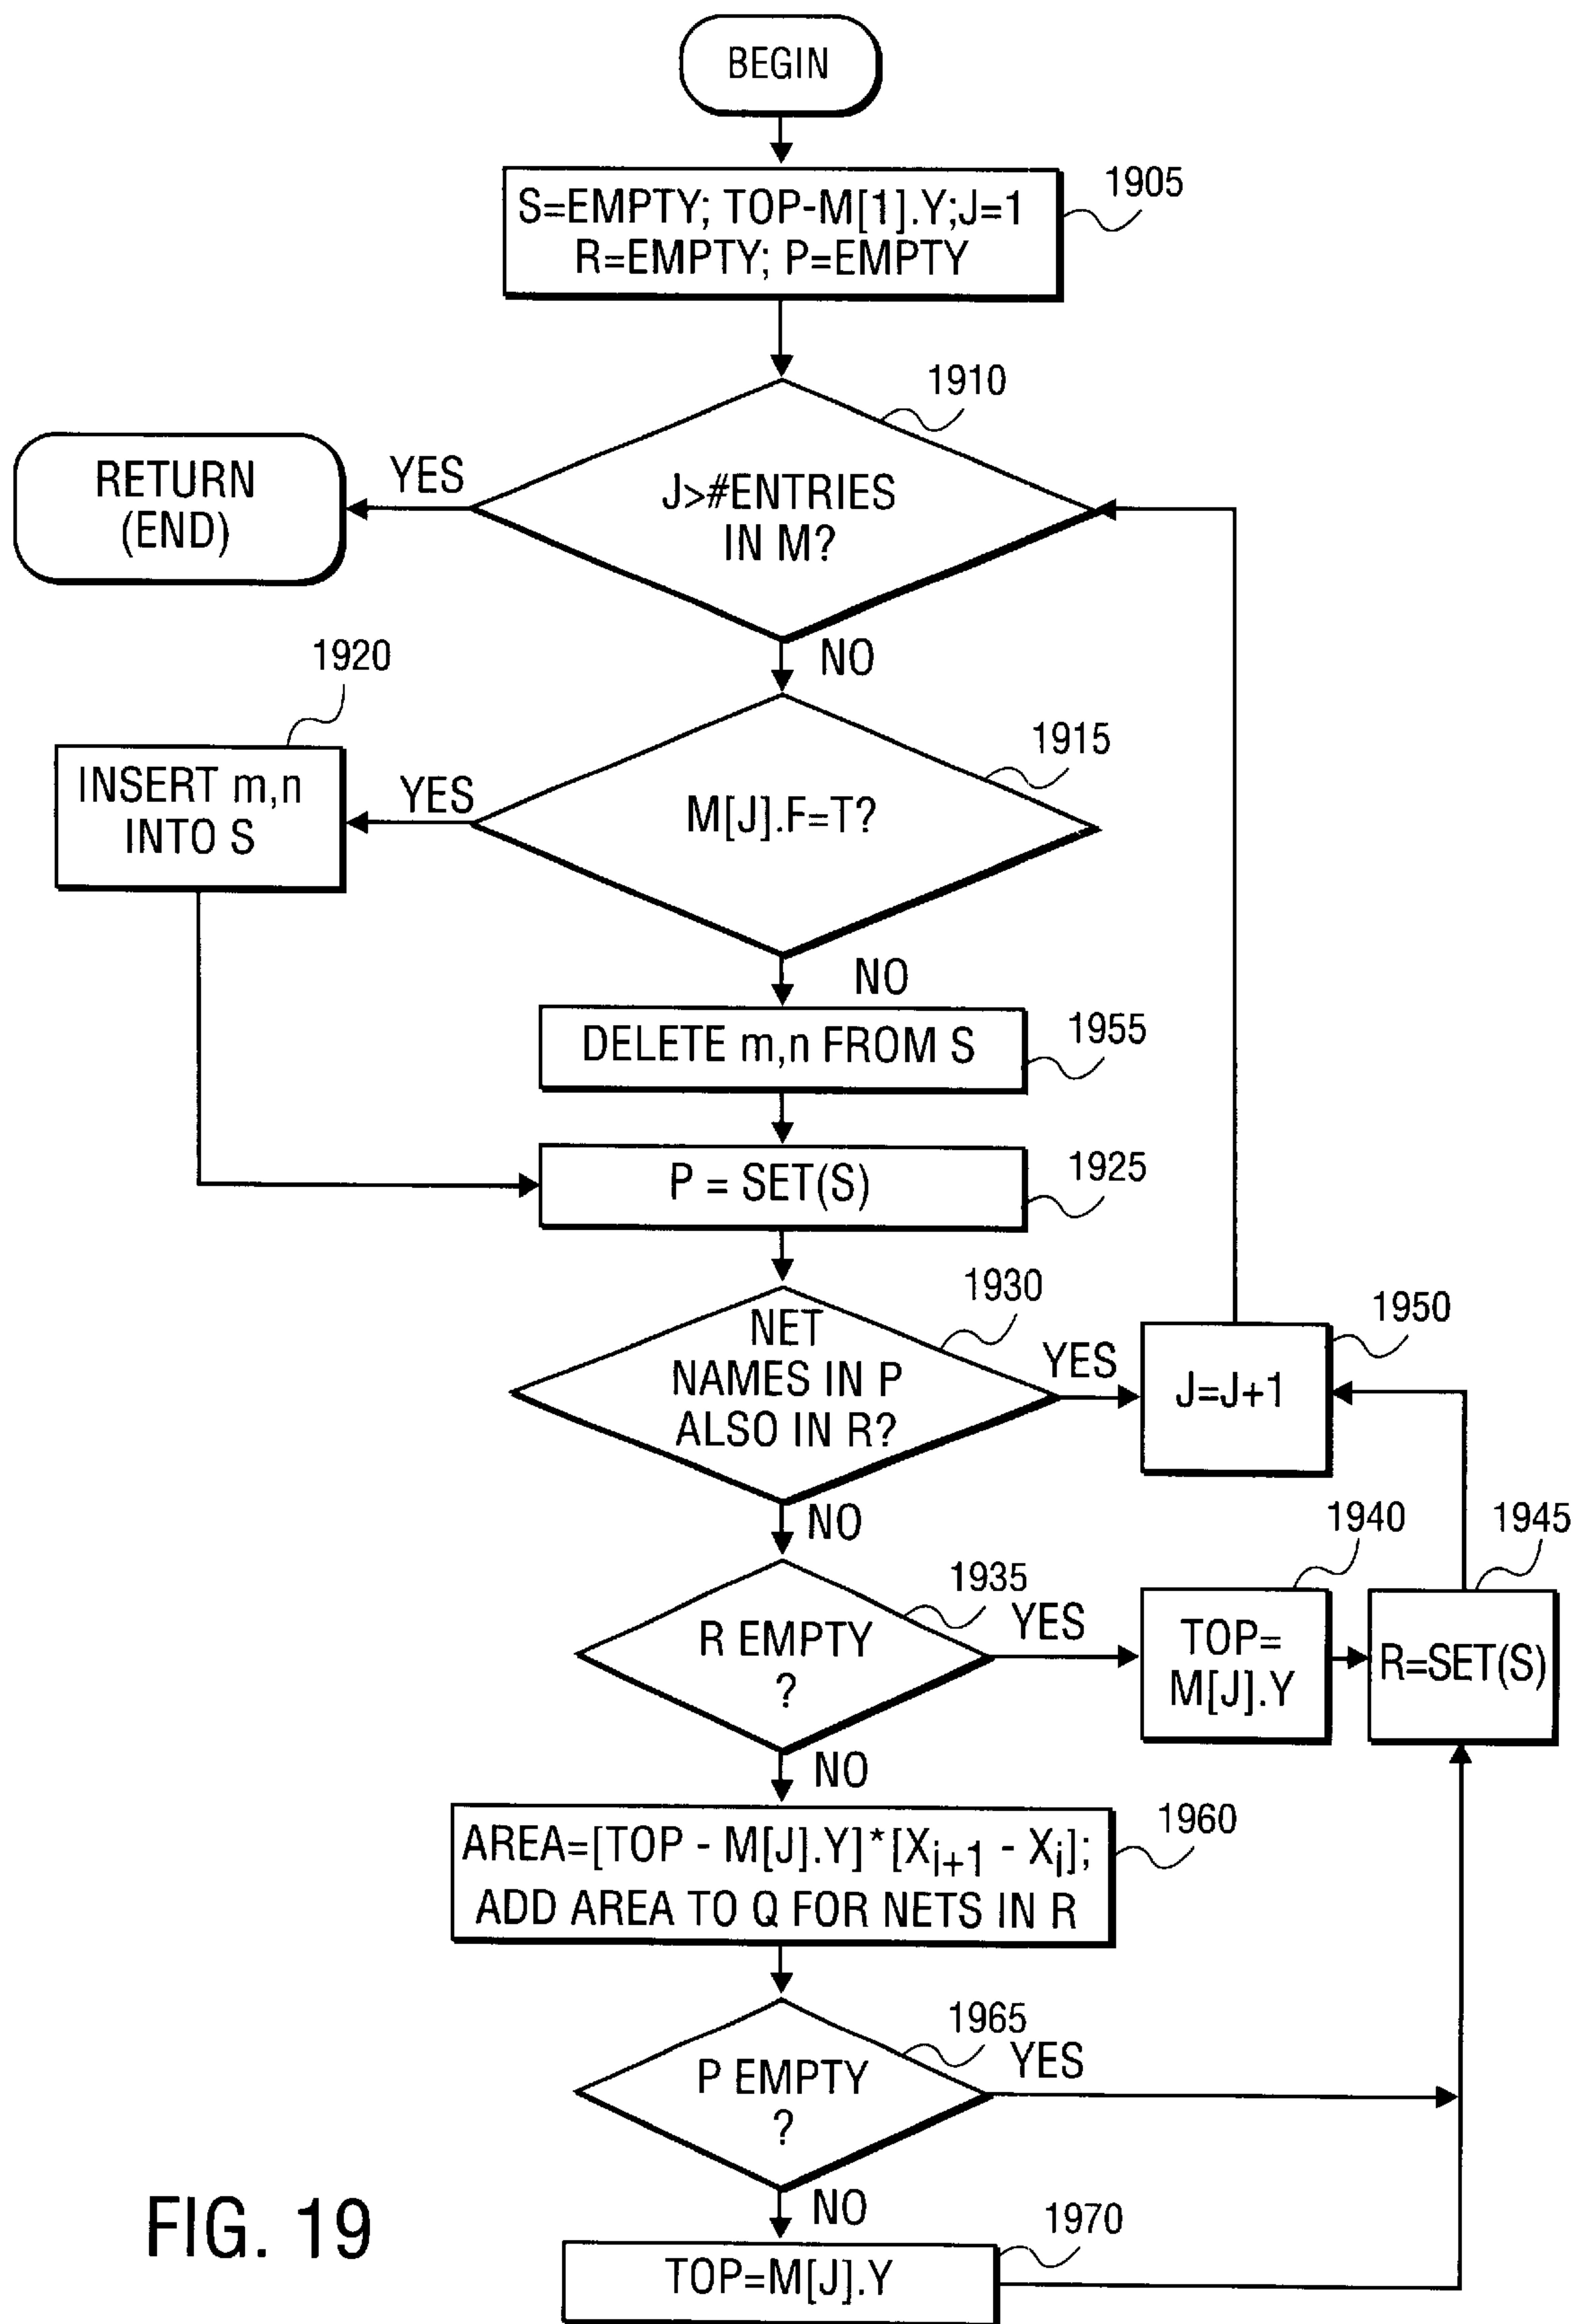 BEGIN
1905
S=EMPTY; TOP-M[1].Y;J=1
R=EMPTY; P=EMPTY
1910
J>#ENTRIES
IN M?
YES
RETURN
(END)
NO
1915
M[J].F=T?
YES
1920
INSERT m,n
INTO S
NO
1955
DELETE m,n FROM S
1925
P = SET(S)
1930
NET
NAMES IN P
ALSO IN R?
YES
1950
J=J+1
NO
1935
R EMPTY
?
YES
1940
TOP=
M[J].Y
1945
R=SET(S)
NO
1960
AREA=[TOP - M[J].Y]*[Xi+1 - Xi];
ADD AREA TO Q FOR NETS IN R
1965
P EMPTY
?
YES
NO
1970
TOP=M[J].Y
FIG. 19